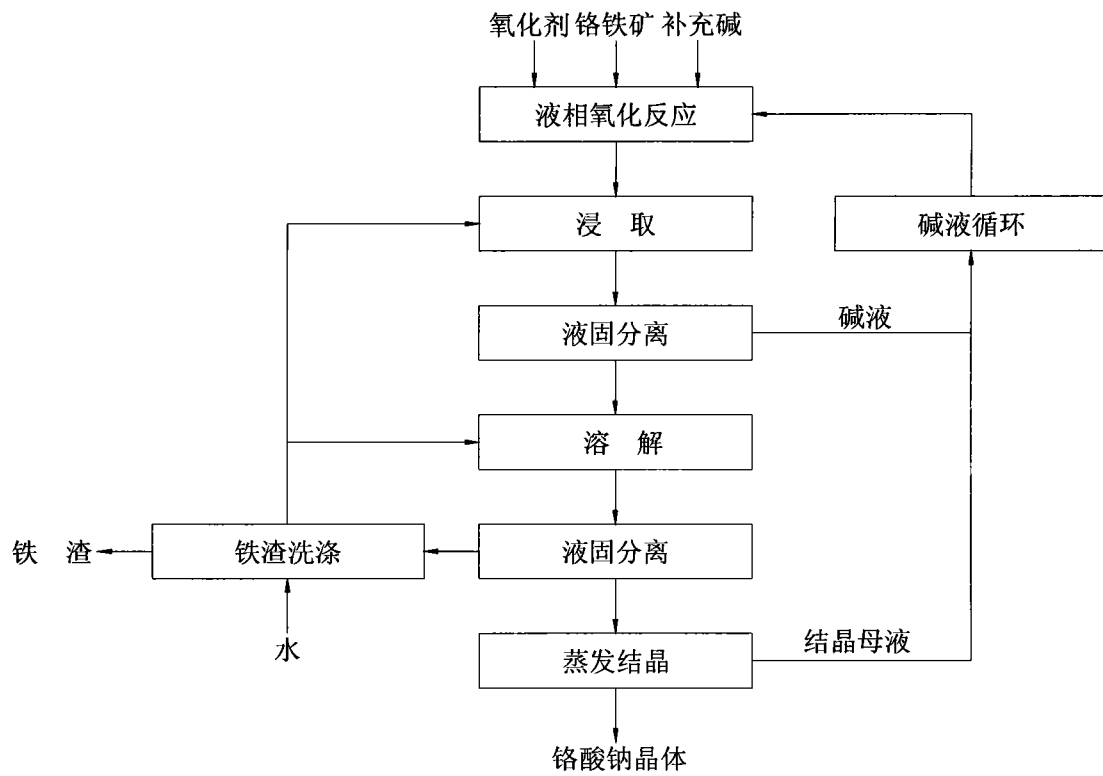 氧化剂 铬铁矿 补充碱
液相氧化反应
浸 取
碱液循环
液固分离
碱液
溶 解
铁 渣
铁渣洗涤
液固分离
水
蒸发结晶
结晶母液
铬酸钠晶体